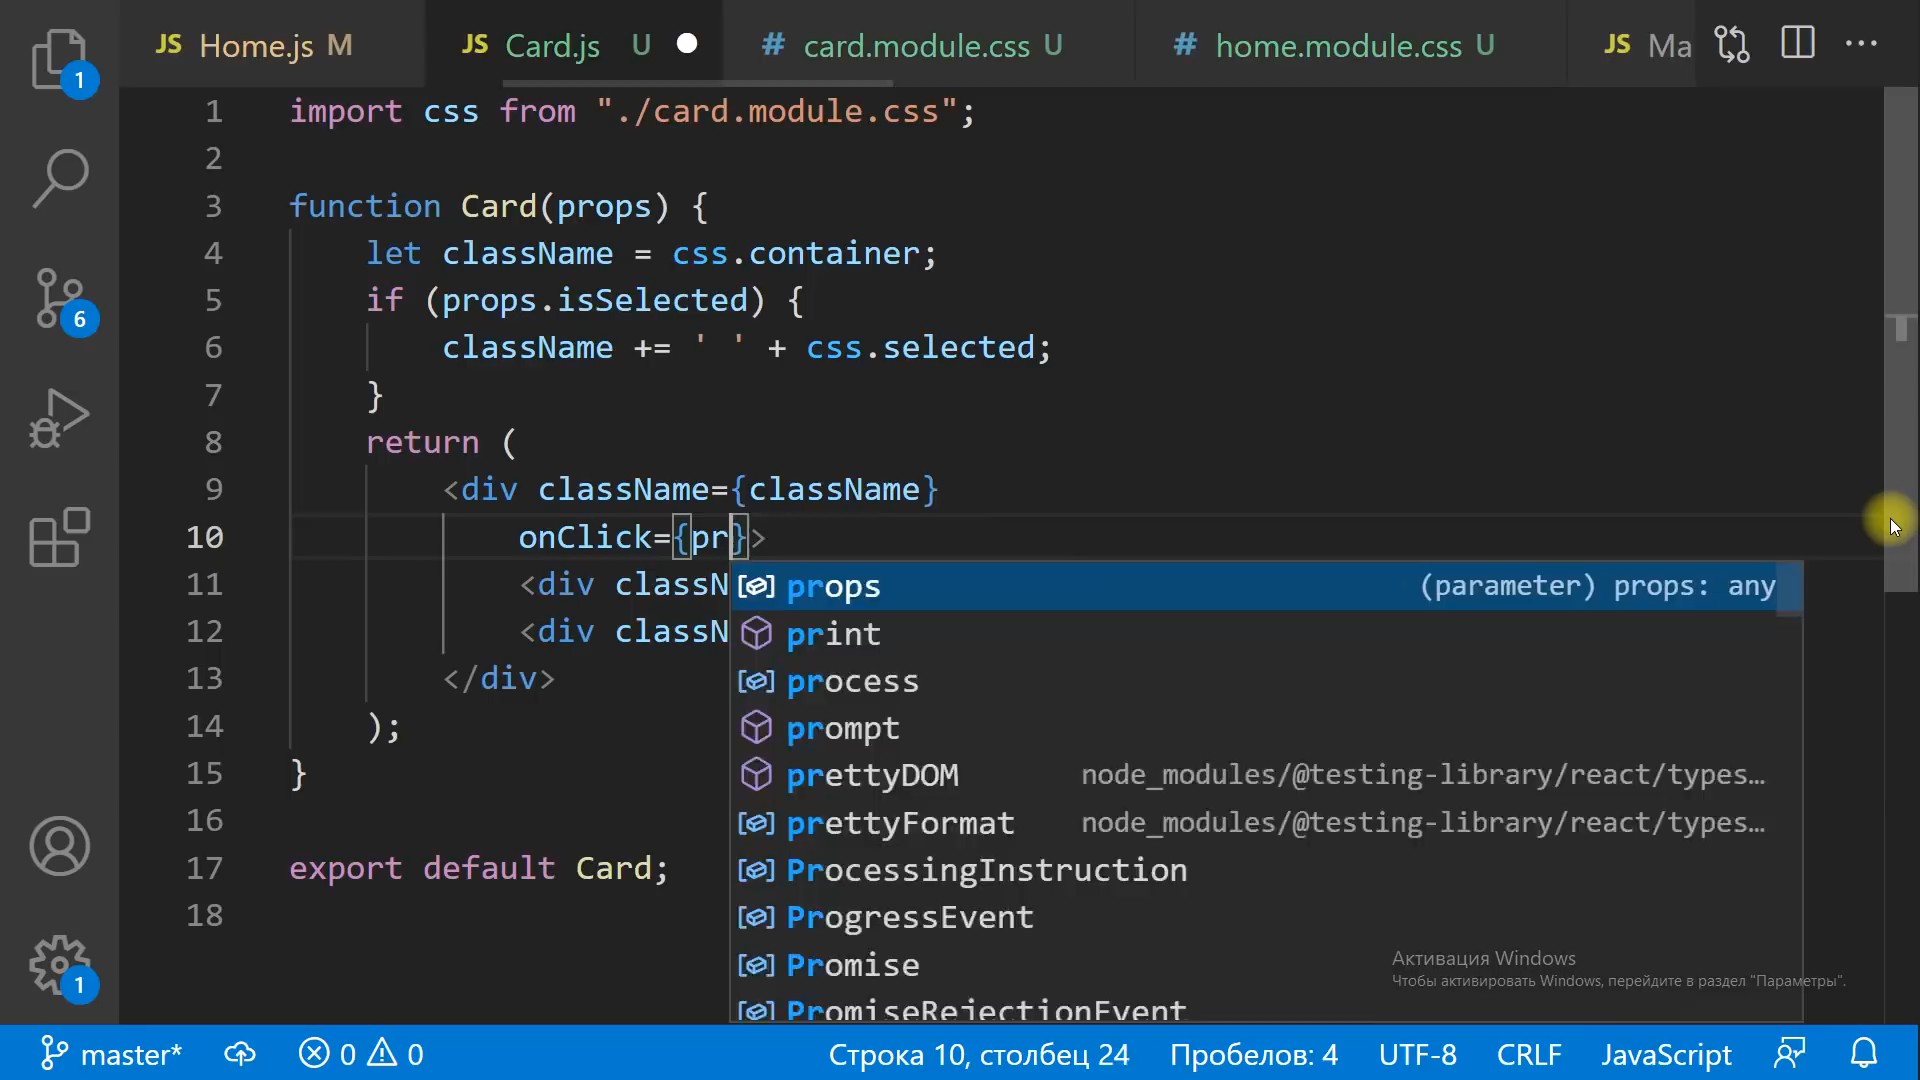 JS Home.js M JS Card.js U # card.module.css U # home.module.css U JS Ma
1
6
1
1 import css from "./card.module.css";
2
3 function Card(props) {
4 let className = css.container;
5 if (props.isSelected) {
6 className += ' ' + css.selected;
7 }
8 return (
9 <div className={className}
10 onClick={pr}>
11 <div classN
12 <div classN
13 </div>
14 );
15 }
16
17 export default Card;
18
props (parameter) props: any
print
process
prompt
prettyDOM node_modules/@testing-library/react/types…
prettyFormat node_modules/@testing-library/react/types…
ProcessingInstruction
ProgressEvent
Promise
PromiseRejectionEvent
Активация Windows
Чтобы активировать Windows, перейдите в раздел "Параметры".
master* 0 0 Строка 10, столбец 24 Пробелов: 4 UTF-8 CRLF JavaScript